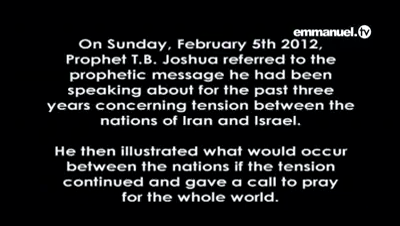 emmanuel.tv
On Sunday, February 5th 2012,
Prophet T.B. Joshua referred to the
prophetic message he had been
speaking about for the past three
years concerning tension between the
nations of Iran and Israel.
He then illustrated what would occur
between the nations if the tension
continued and gave a call to pray
for the whole world.